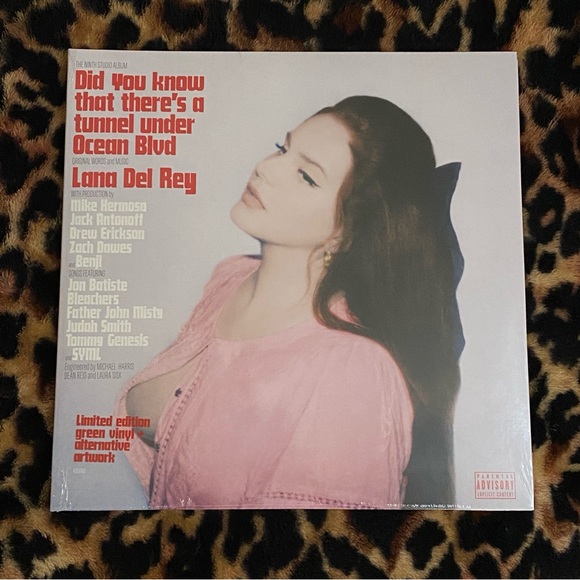 THE NINTH STUDIO ALBUM
Did you know
that there's a
tunnel under
Ocean Blvd
ORIGINAL WORDS and MUSIC
Lana Del Rey
WITH PRODUCTION by
Mike Hermosa
Jack Antonoff
Drew Erickson
Zach Dawes
and Benji
SONGS FEATURING
Jon Batiste
Bleachers
Father John Misty
Judah Smith
Tommy Genesis
and SYML
Engineered by MICHAEL HARRIS
DEAN REID and LAURA SISK
Limited edition
green vinyl +
alternative
artwork
PARENTAL
ADVISORY
EXPLICIT CONTENT